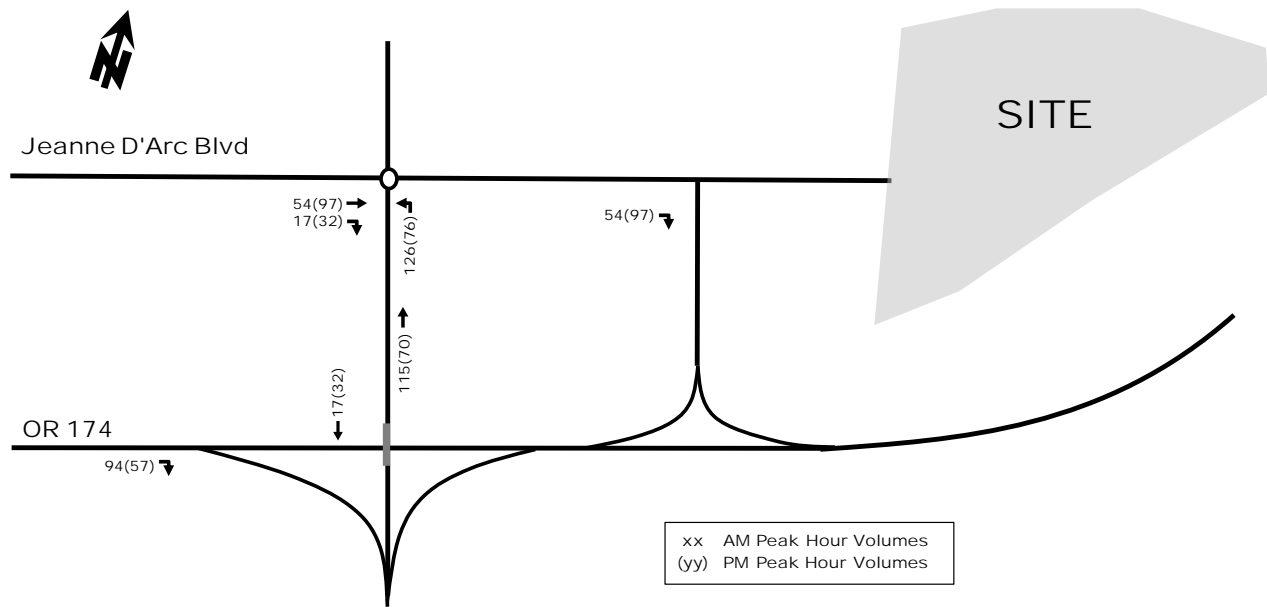 SITE
Jeanne D'Arc Blvd
54(97)
17(32)
126(76)
54(97)
115(70)
17(32)
OR 174
94(57)
xx AM Peak Hour Volumes
(yy) PM Peak Hour Volumes